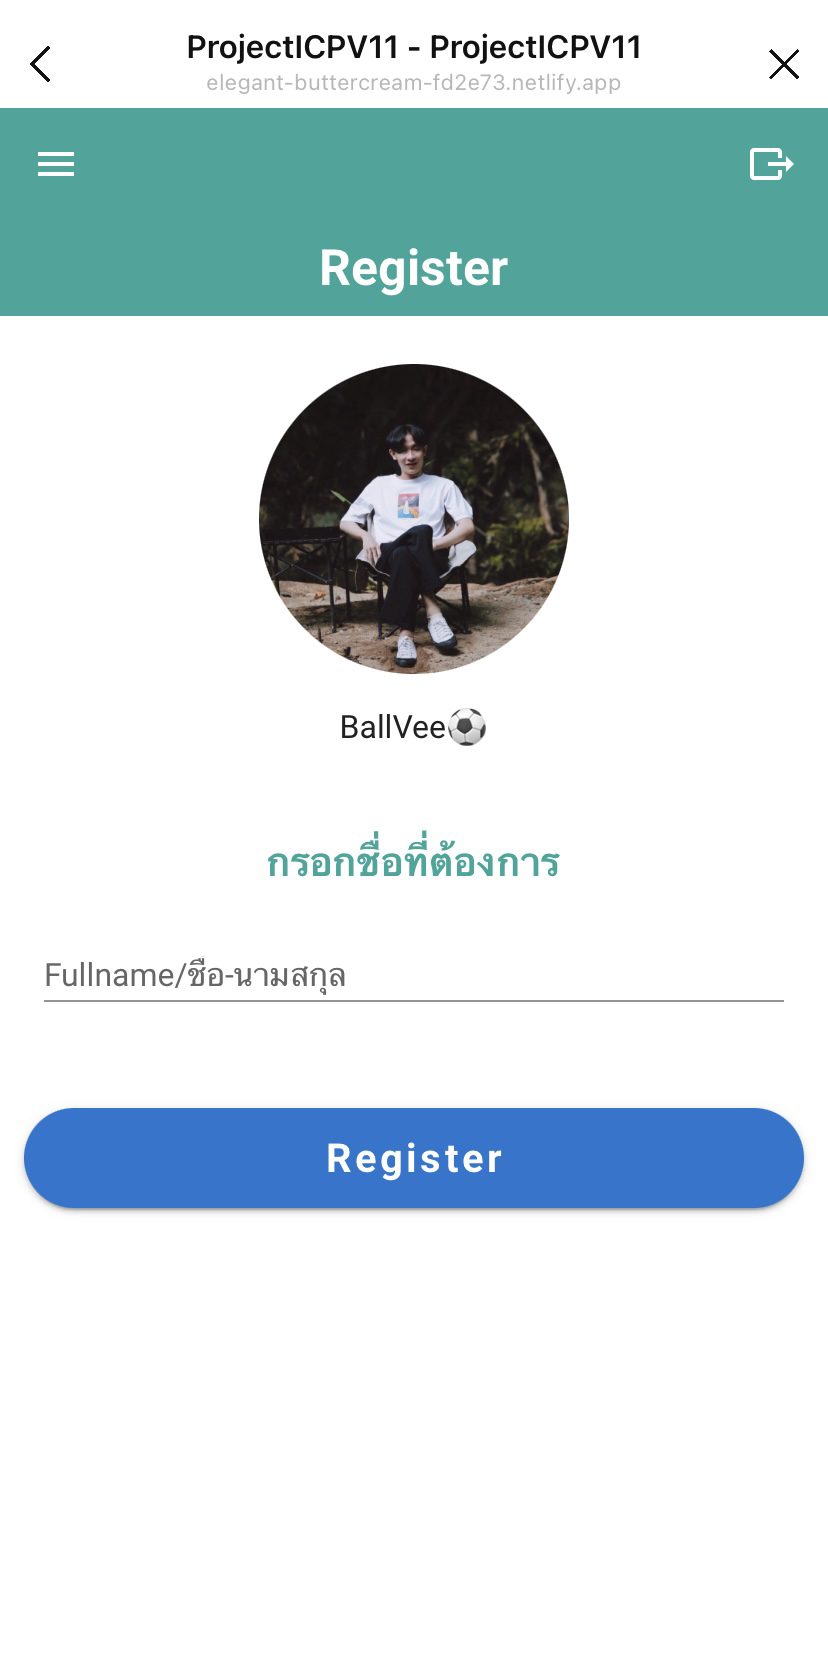 ProjectICPV11 - ProjectICPV11
elegant-buttercream-fd2e73.netlify.app
Register
BallVee⚽
กรอกชื่อที่ต้องการ
Fullname/ชือ-นามสกุล
Register